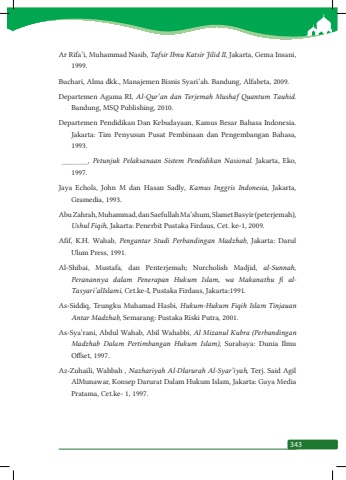 Ar Rifa'i, Muhammad Nasib, Tafsir Ibnu Katsir Jilid II, Jakarta, Gema Insani,
1999.
Buchari, Alma dkk., Manajemen Bisnis Syari'ah. Bandung, Alfabeta, 2009.
Departemen Agama RI, Al-Qur'an dan Terjemah Mushaf Quantum Tauhid.
Bandung, MSQ Publishing, 2010.
Departemen Pendidikan Dan Kebudayaan, Kamus Besar Bahasa Indonesia.
Jakarta: Tim Penyusun Pusat Pembinaan dan Pengembangan Bahasa,
1993.
________, Petunjuk Pelaksanaan Sistem Pendidikan Nasional. Jakarta, Eko,
1997.
Jaya Echols, John M dan Hasan Sadly, Kamus Inggris Indonesia, Jakarta,
Gramedia, 1993.
Abu Zahrah, Muhammad, dan Saefullah Ma'shum, Slamet Basyir (peterjemah),
Ushul Fiqih, Jakarta: Penerbit Pustaka Firdaus, Cet. ke-1, 2009.
Afif, K.H. Wahab, Pengantar Studi Perbandingan Madzhab, Jakarta: Darul
Ulum Press, 1991.
Al-Shibai, Mustafa, dan Penterjemah; Nurcholish Madjid, al-Sunnah,
Peranannya dalam Penerapan Hukum Islam, wa Makanathu fi al-
Tasyari'allslami, Cet.ke-I, Pustaka Firdaus, Jakarta:1991.
As-Siddiq, Teungku Muhamad Hasbi, Hukum-Hukum Fiqih Islam Tinjauan
Antar Madzhab, Semarang: Pustaka Riski Putra, 2001.
As-Sya'rani, Abdul Wahab, Abil Wahabbi, Al Mizanul Kubra (Perbandingan
Madzhab Dalam Pertimbangan Hukum Islam), Surabaya: Dunia Ilmu
Offset, 1997.
Az-Zuhaili, Wahbah , Nazhariyah Al-Dlarurah Al-Syar'iyah, Terj. Said Agil
AlMunawar, Konsep Darurat Dalam Hukum Islam, Jakarta: Gaya Media
Pratama, Cet.ke- 1, 1997.
343